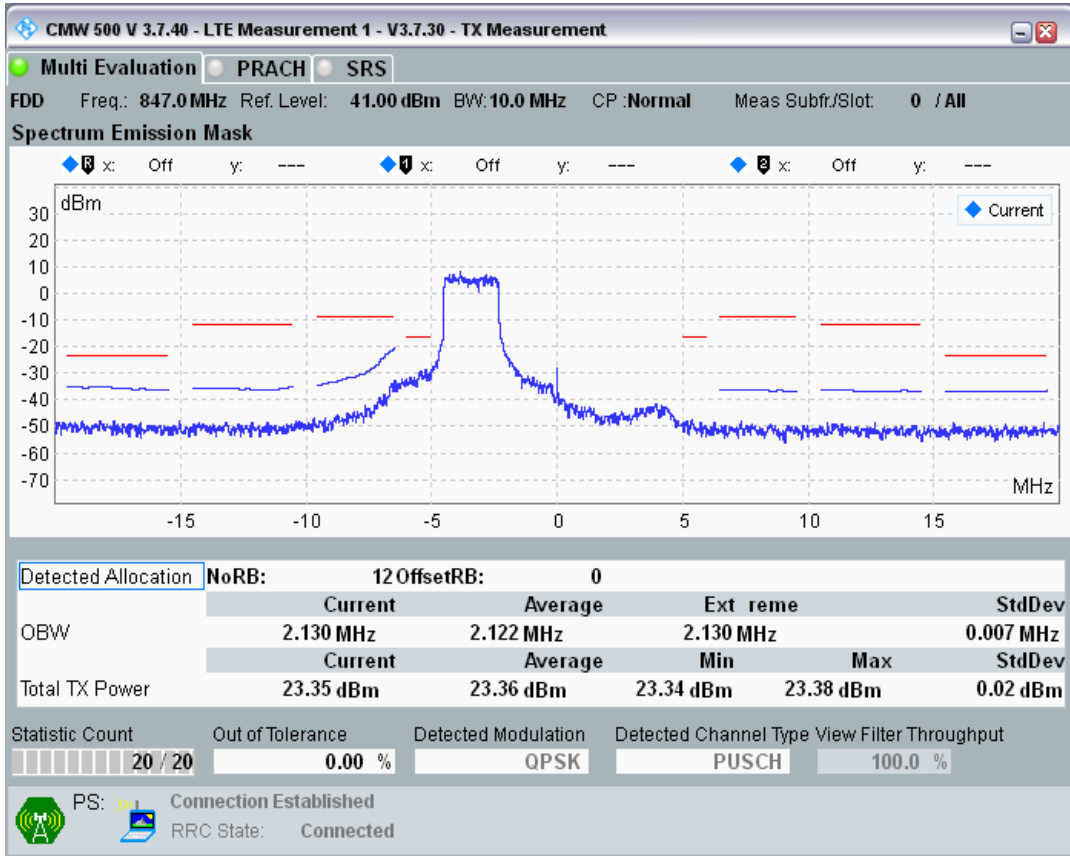 CMW 500 V 3.7.40 - LTE Measurement 1 - V3.7.30 - TX Measurement
Multi Evaluation PRACH SRS
FDD Freq.: 847.0 MHz Ref. Level: 41.00 dBm BW: 10.0 MHz CP :Normal Meas Subfr./Slot: 0 / All
Spectrum Emission Mask
R x: Off y: --- 1 x: Off y: --- 2 x: Off y: ---
dBm
Current
30
20
10
0
-10
-20
-30
-40
-50
-60
-70
MHz
-15 -10 -5 0 5 10 15
Detected Allocation NoRB: 12 OffsetRB: 0
Current Average Ext reme StdDev
OBW 2.130 MHz 2.122 MHz 2.130 MHz 0.007 MHz
Current Average Min Max StdDev
Total TX Power 23.35 dBm 23.36 dBm 23.34 dBm 23.38 dBm 0.02 dBm
Statistic Count Out of Tolerance Detected Modulation Detected Channel Type View Filter Throughput
20 / 20 0.00 % QPSK PUSCH 100.0 %
PS: Connection Established
RRC State: Connected